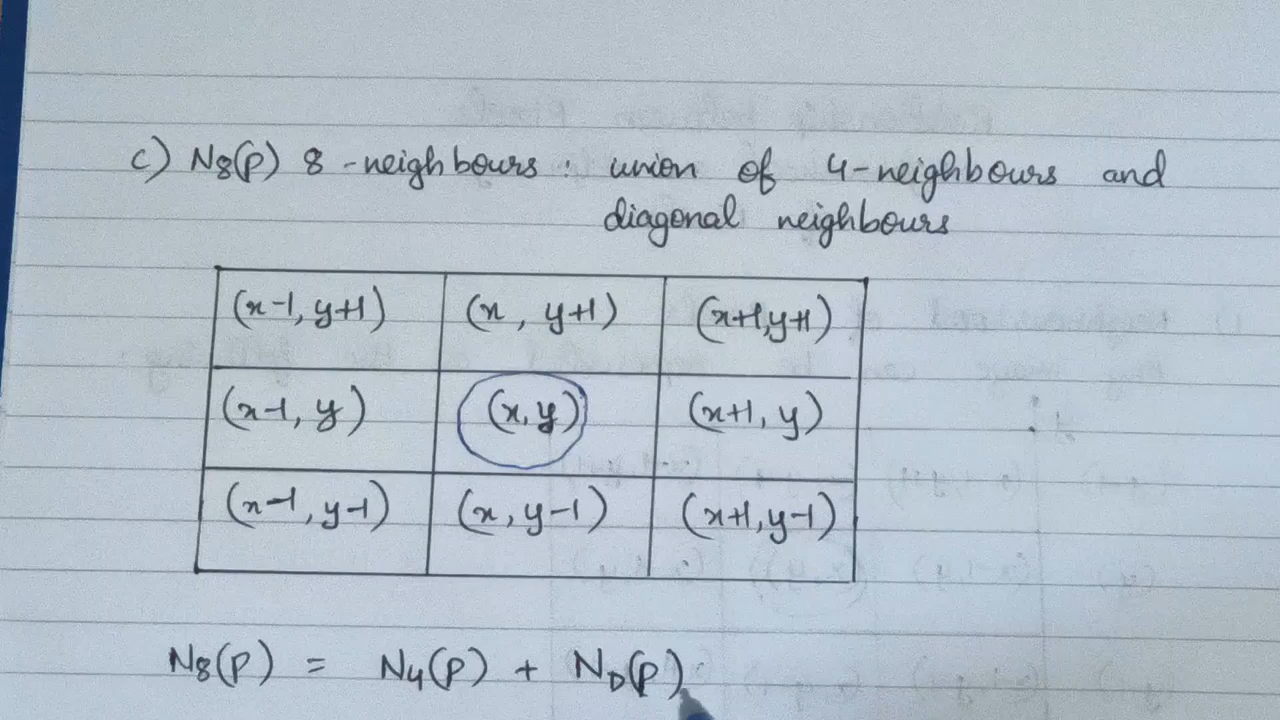 c) N8(p) 8-neighbours : union of 4-neighbours and
diagonal neighbours
(x-1, y+1) (x, y+1) (x+1, y+1)
(x-1, y) (x, y) (x+1, y)
(x-1, y-1) (x, y-1) (x+1, y-1)
N8(p) = N4(p) + ND(p)